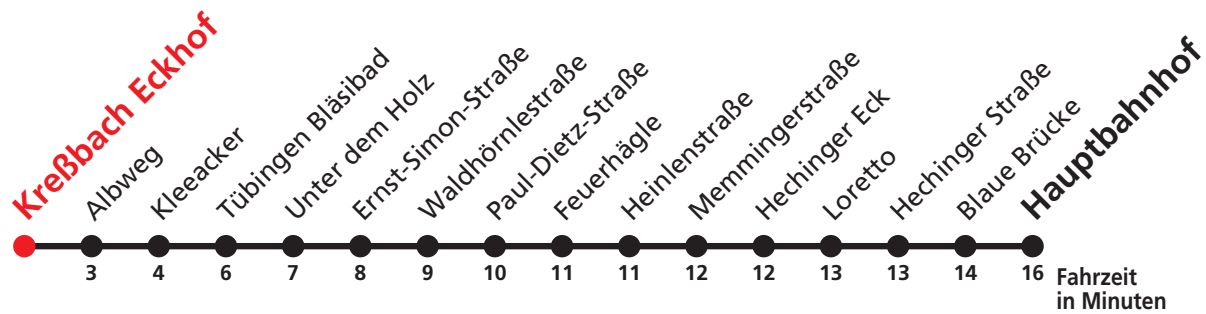 Kreßbach Eckhof
Albweg
Kleeacker
Tübingen Bläsibad
Unter dem Holz
Ernst-Simon-Straße
Waldhörnlestraße
Paul-Dietz-Straße
Feuerhägle
Heinlenstraße
Memmingerstraße
Hechinger Eck
Loretto
Hechinger Straße
Blaue Brücke
Hauptbahnhof
3 4 6 7 8 9 10 11 11 12 12 13 13 14 16
Fahrzeit
in Minuten